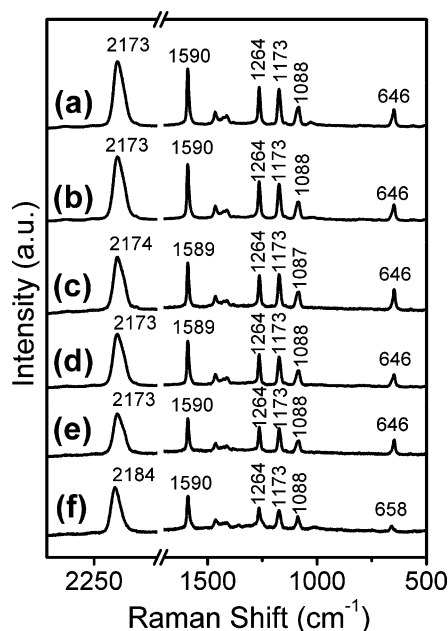 2173 1590 1264 1173 1088 646
(a)
2173 1590 1264 1173 1088 646
(b)
2174 1589 1264 1173 1087 646
(c)
2173 1589 1264 1173 1088 646
(d)
2173 1590 1264 1173 1088 646
(e)
2184 1590 1264 1173 1088 658
(f)
Intensity (a.u.)
2250 1500 1000 500
Raman Shift (cm⁻¹)